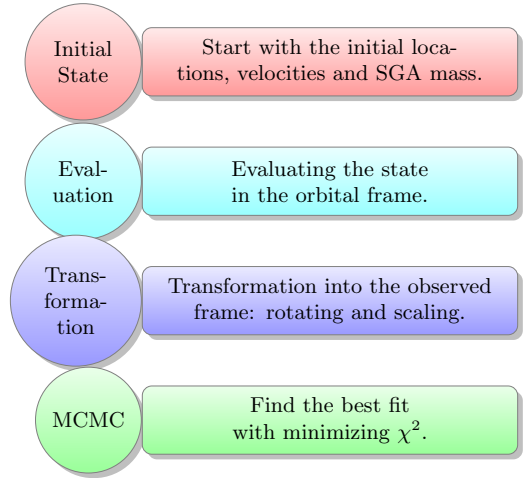 Initial
State
Start with the initial loca-
tions, velocities and SGA mass.
Eval-
uation
Evaluating the state
in the orbital frame.
Trans-
forma-
tion
Transformation into the observed
frame: rotating and scaling.
MCMC
Find the best fit
with minimizing χ².